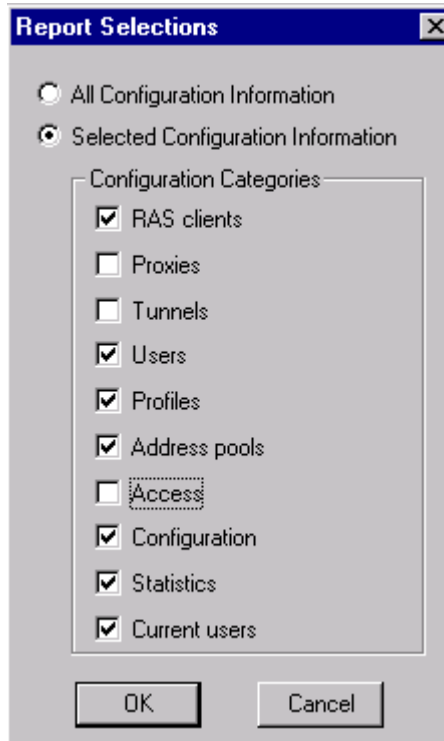 Report Selections
All Configuration Information
Selected Configuration Information
Configuration Categories
RAS clients
Proxies
Tunnels
Users
Profiles
Address pools
Access
Configuration
Statistics
Current users
OK Cancel